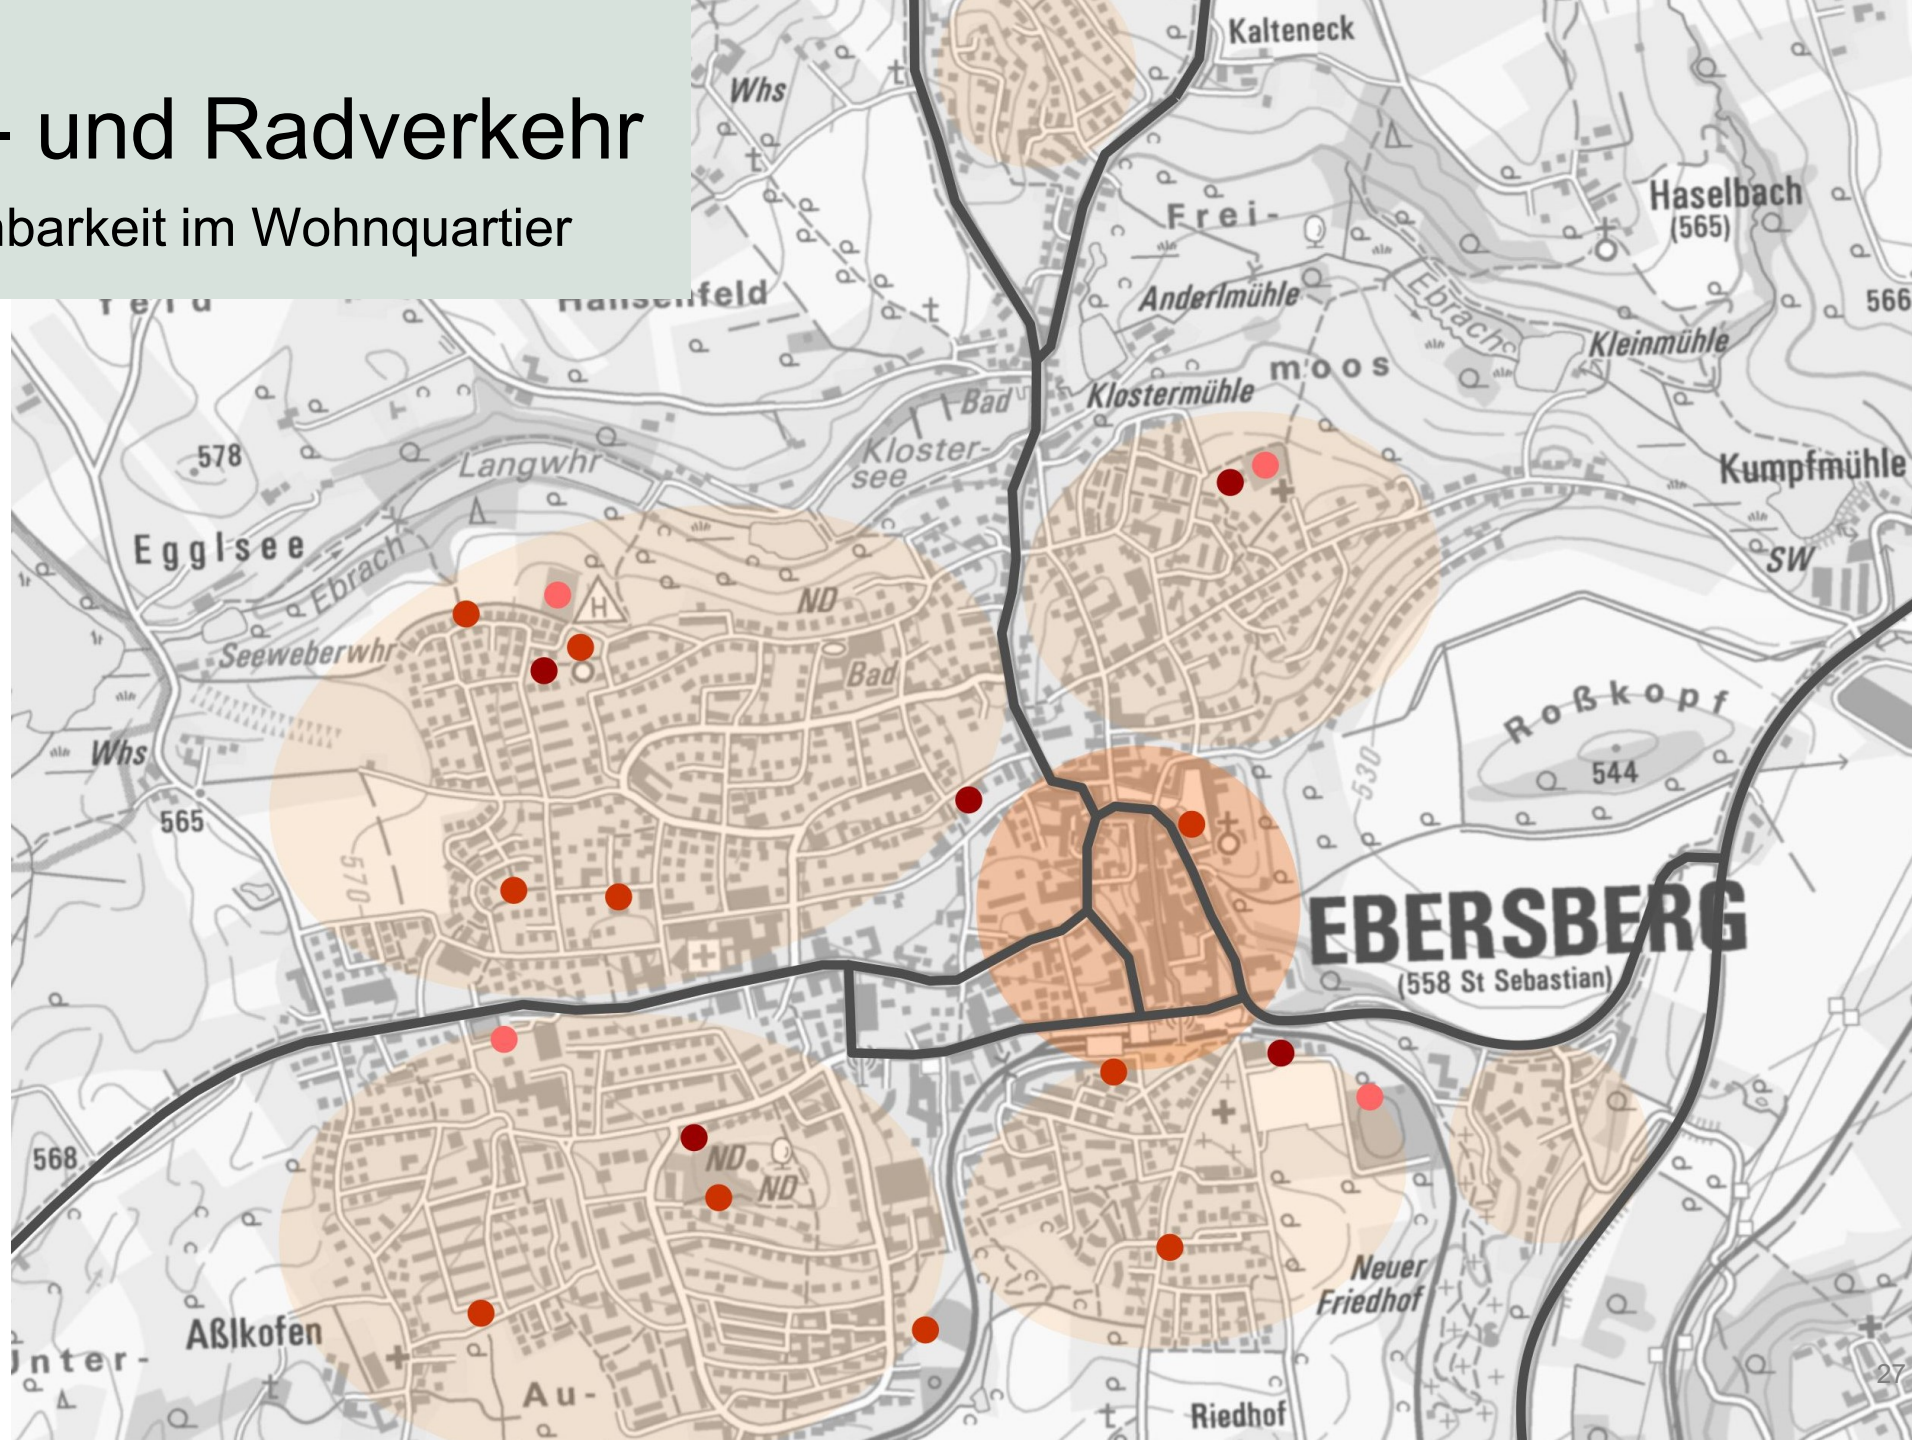 - und Radverkehr
barkeit im Wohnquartier
Kalteneck
Whs
Haselbach
(565)
Frei-
Anderlmühle
Ebrach
566
Kleinmühle
moos
Klostermühle
Bad
Kloster-
see
578
Langwhr
Kumpfmühle
SW
Egglsee
Ebrach
ND
Seeweberwhr
Bad
Roßkopf
544
530
Whs
565
570
EBERSBERG
(558 St Sebastian)
H
568
ND
ND
Neuer
Friedhof
Aßlkofen
Unter-
Au-
Riedhof
27